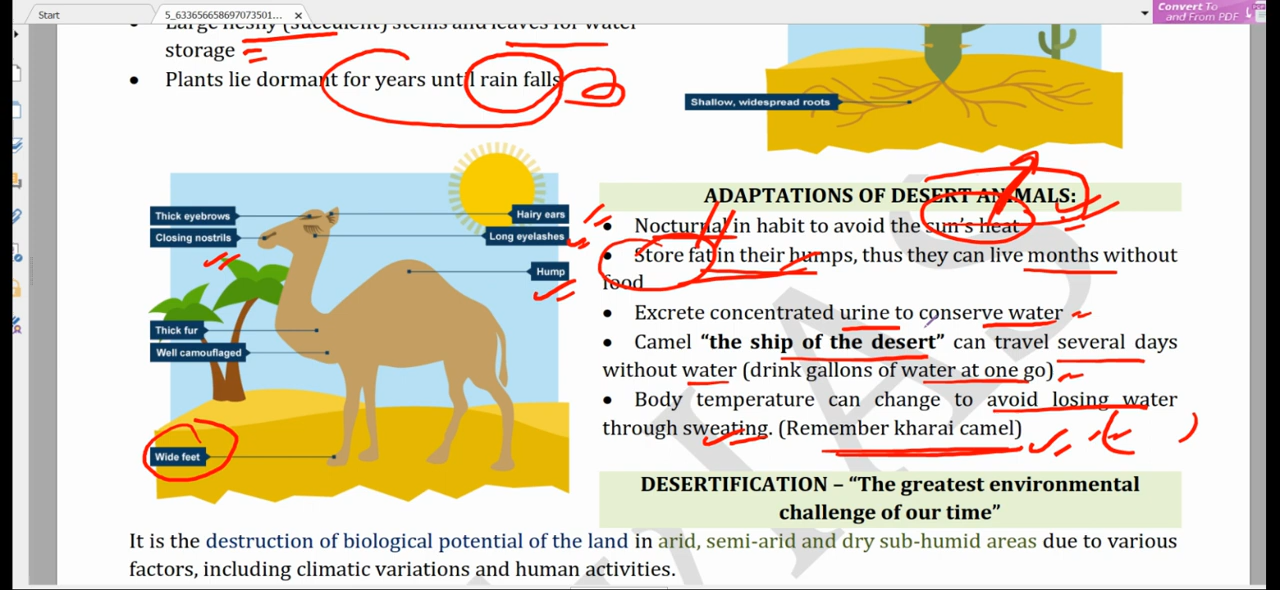 Start
5_633656658697073501...
Convert To
and From PDF
Large fleshy (succulent) stems and leaves for water
storage
• Plants lie dormant for years until rain falls
Shallow, widespread roots
Thick eyebrows
Closing nostrils
Hairy ears
Long eyelashes
Hump
Thick fur
Well camouflaged
Wide feet
ADAPTATIONS OF DESERT ANIMALS:
• Nocturnal in habit to avoid the sun's heat
• Store fat in their humps, thus they can live months without
food
• Excrete concentrated urine to conserve water
• Camel “the ship of the desert” can travel several days
without water (drink gallons of water at one go)
• Body temperature can change to avoid losing water
through sweating. (Remember kharai camel)
DESERTIFICATION – “The greatest environmental
challenge of our time”
It is the destruction of biological potential of the land in arid, semi-arid and dry sub-humid areas due to various
factors, including climatic variations and human activities.